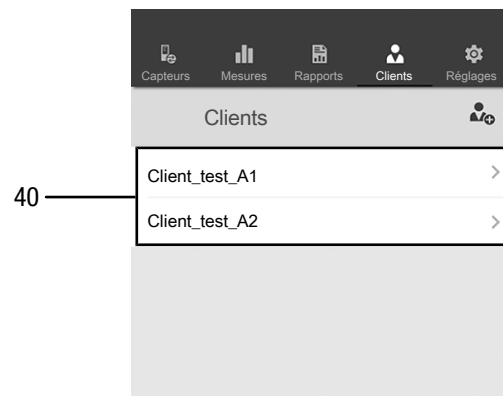 Capteurs Mesures Rapports Clients Réglages
Clients
Client_test_A1
40
Client_test_A2